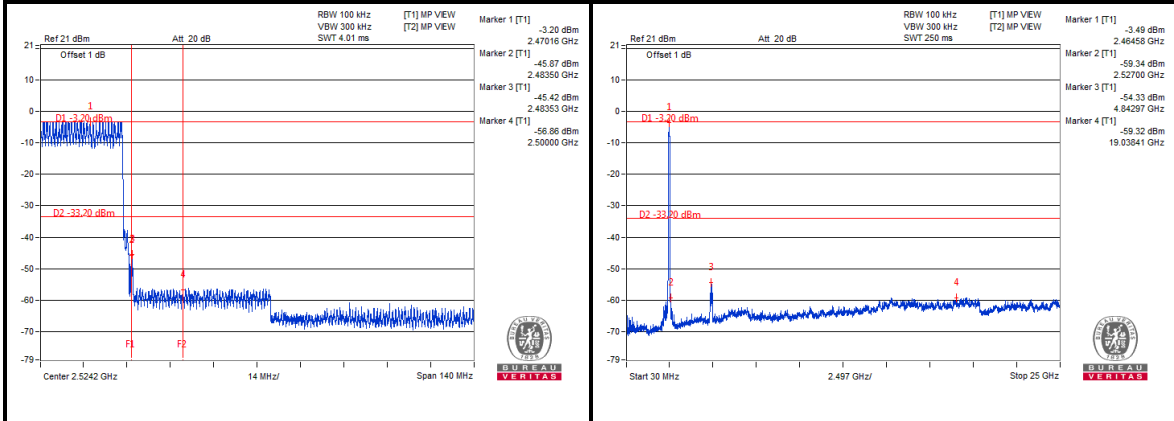 RBW 100 kHz [T1] MP VIEW
VBW 300 kHz [T2] MP VIEW
Ref 21 dBm Att 20 dB SWT 4.01 ms
21
Offset 1 dB
10
0
-10
-20
-30
-40
-50
-60
-70
-79
1
D1 -3.20 dBm
D2 -33.20 dBm
4
F1 F2
Center 2.5242 GHz 14 MHz/ Span 140 MHz
Marker 1 [T1]
-3.20 dBm
2.47016 GHz
Marker 2 [T1]
-45.87 dBm
2.48350 GHz
Marker 3 [T1]
-45.42 dBm
2.48353 GHz
Marker 4 [T1]
-56.86 dBm
2.50000 GHz
BUREAU VERITAS
1828
BUREAU
VERITAS
RBW 100 kHz [T1] MP VIEW
VBW 300 kHz [T2] MP VIEW
Ref 21 dBm Att 20 dB SWT 250 ms
21
Offset 1 dB
10
0
-10
-20
-30
-40
-50
-60
-70
-79
1
D1 -3.20 dBm
D2 -33.20 dBm
2
3
4
Start 30 MHz 2.497 GHz/ Stop 25 GHz
Marker 1 [T1]
-3.49 dBm
2.46458 GHz
Marker 2 [T1]
-59.34 dBm
2.52700 GHz
Marker 3 [T1]
-54.33 dBm
4.84297 GHz
Marker 4 [T1]
-59.32 dBm
19.03841 GHz
BUREAU VERITAS
1828
BUREAU
VERITAS